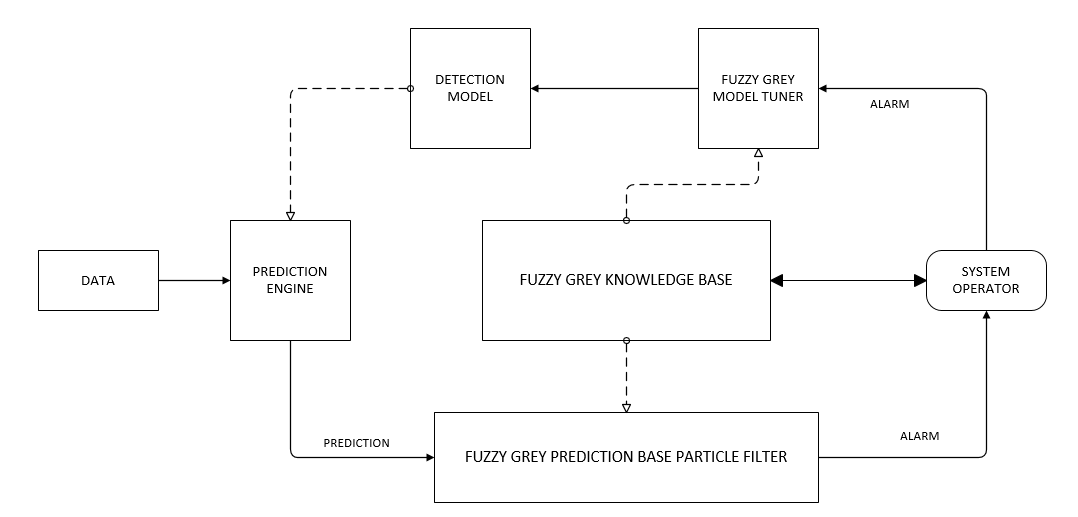 DETECTION
MODEL
FUZZY GREY
MODEL TUNER
ALARM
DATA
PREDICTION
ENGINE
FUZZY GREY KNOWLEDGE BASE
SYSTEM
OPERATOR
PREDICTION
FUZZY GREY PREDICTION BASE PARTICLE FILTER
ALARM